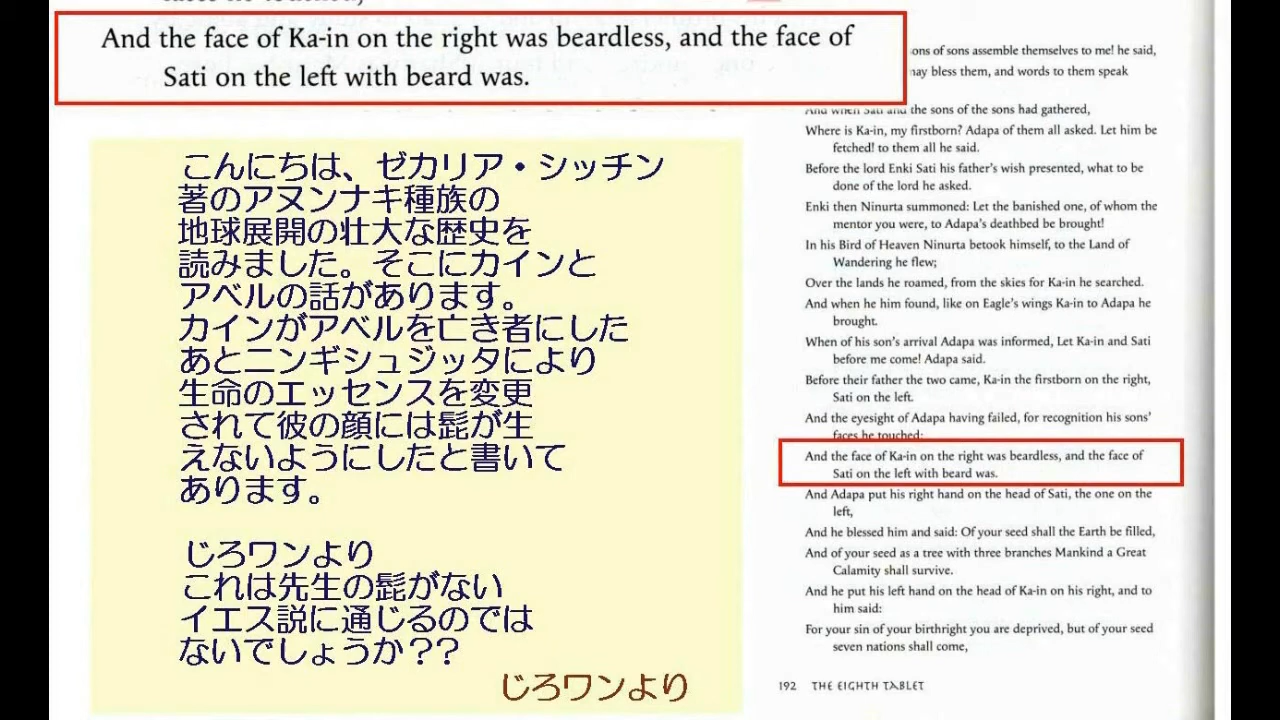 And the face of Ka-in on the right was beardless, and the face of
Sati on the left with beard was.
こんにちは、ゼカリア・シッチン
著のアヌンナキ種族の
地球展開の壮大な歴史を
読みました。そこにカインと
アベルの話があります。
カインがアベルを亡き者にした
あとニンギシュジッタにより
生命のエッセンスを変更
されて彼の顔には髭が生
えないようにしたと書いて
あります。
じろワンより
これは先生の髭がない
イエス説に通じるのでは
ないでしょうか??
じろワンより
ons of sons assemble themselves to me! he said,
may bless them, and words to them speak
And when Sati and the sons of the sons had gathered,
Where is Ka-in, my firstborn? Adapa of them all asked. Let him be
fetched! to them all he said.
Before the lord Enki Sati his father's wish presented, what to be
done of the lord he asked.
Enki then Ninurta summoned: Let the banished one, of whom the
mentor you were, to Adapa's deathbed be brought!
In his Bird of Heaven Ninurta betook himself, to the Land of
Wandering he flew;
Over the lands he roamed, from the skies for Ka-in he searched.
And when he him found, like on Eagle's wings Ka-in to Adapa he
brought.
When of his son's arrival Adapa was informed, Let Ka-in and Sati
before me come! Adapa said.
Before their father the two came, Ka-in the firstborn on the right,
Sati on the left.
And the eyesight of Adapa having failed, for recognition his sons'
faces he touched;
And the face of Ka-in on the right was beardless, and the face of
Sati on the left with beard was.
And Adapa put his right hand on the head of Sati, the one on the
left,
And he blessed him and said: Of your seed shall the Earth be filled,
And of your seed as a tree with three branches Mankind a Great
Calamity shall survive.
And he put his left hand on the head of Ka-in on his right, and to
him said:
For your sin of your birthright you are deprived, but of your seed
seven nations shall come,
192 THE EIGHTH TABLET